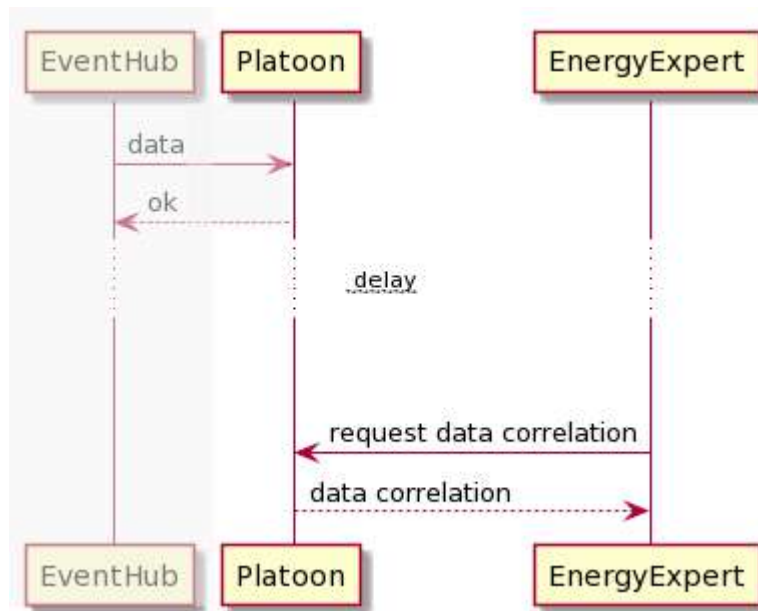 EventHub Platoon EnergyExpert
data
ok
delay
request data correlation
data correlation
EventHub Platoon EnergyExpert